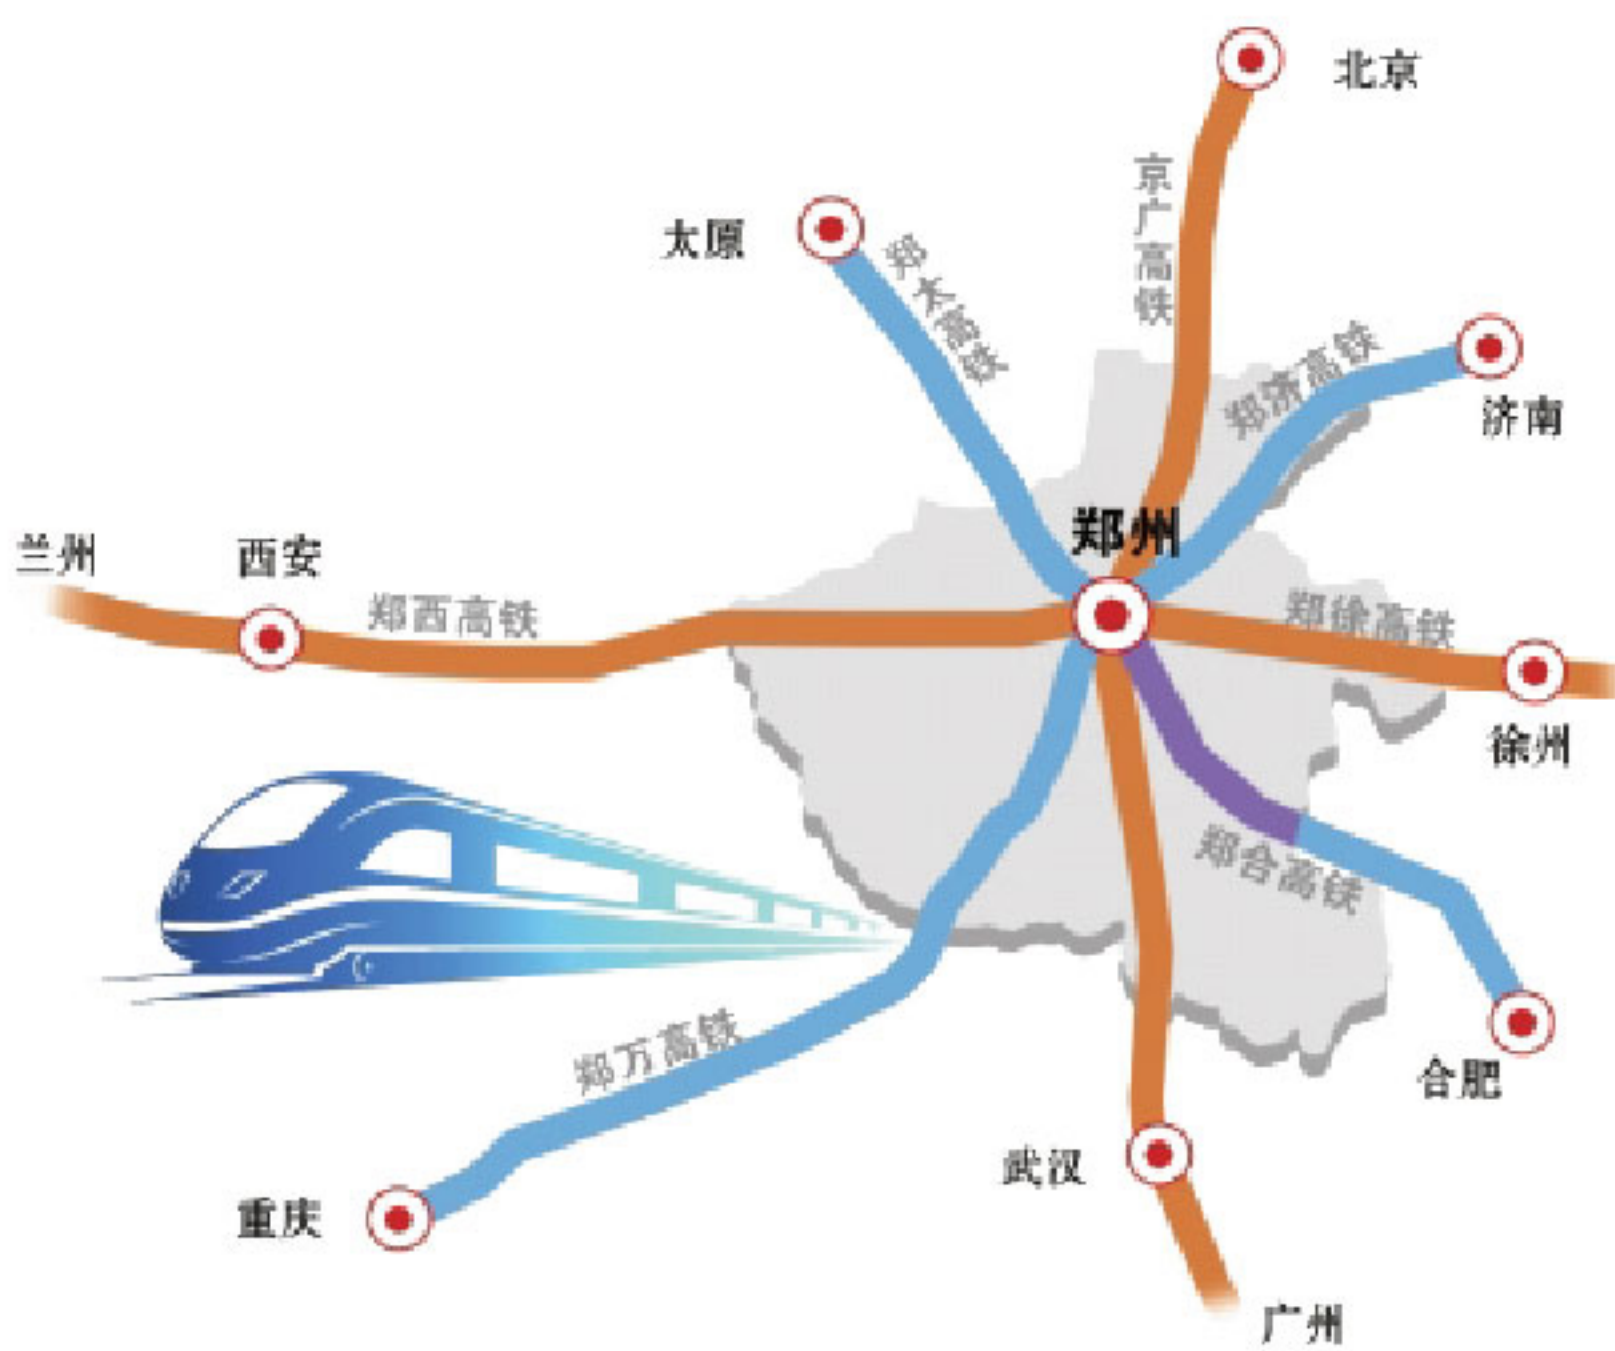 北京
京广高铁
太原
郑太高铁
郑济高铁
济南
郑州
兰州
西安
郑西高铁
郑徐高铁
徐州
郑合高铁
合肥
郑万高铁
武汉
重庆
广州